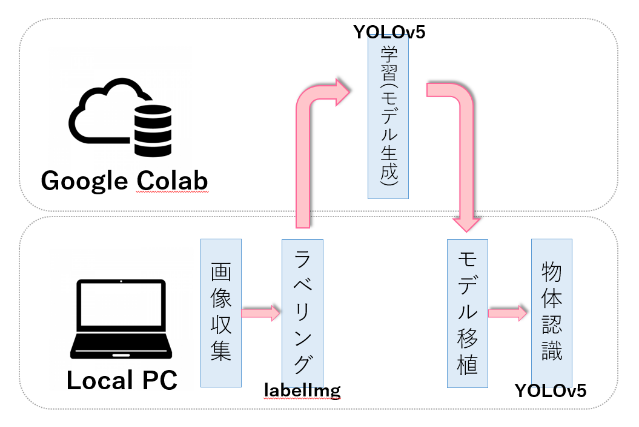 YOLOv5
学習(モデル生成)
Google Colab
画像収集
ラベリング
labelImg
モデル移植
物体認識
YOLOv5
Local PC